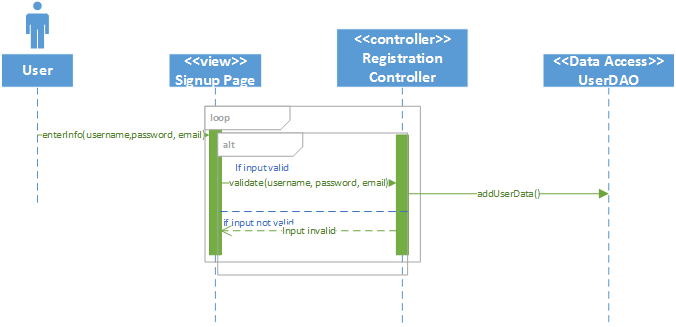 User
<<view>>
Signup Page
<<controller>>
Registration
Controller
<<Data Access>>
UserDAO
loop
enterInfo(username,password, email)
alt
If input valid
validate(username, password, email)
addUserData()
if input not valid
Input invalid